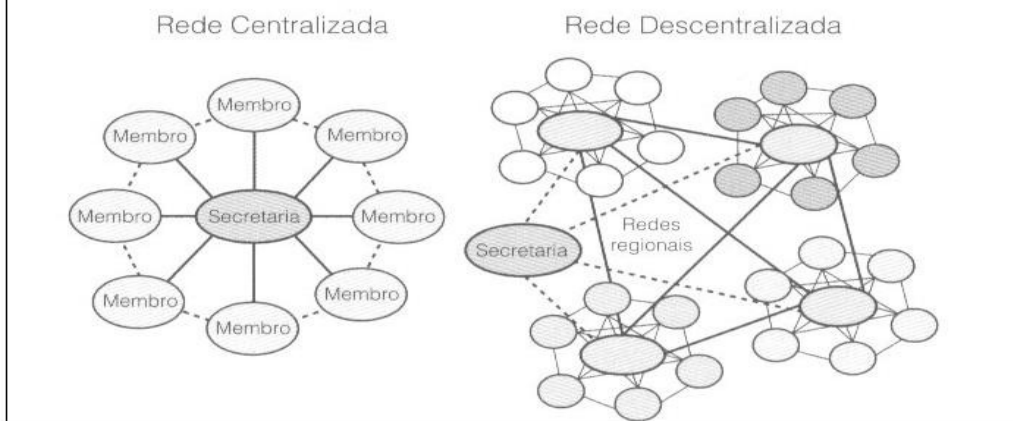 Rede Centralizada
Membro
Membro
Membro
Membro
Secretaria
Membro
Membro
Membro
Membro
Rede Descentralizada
Redes
regionais
Secretaria